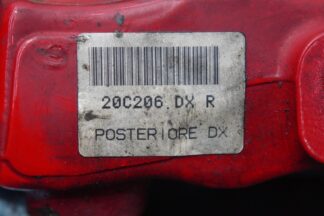 20C206 DX R
POSTERIORE DX